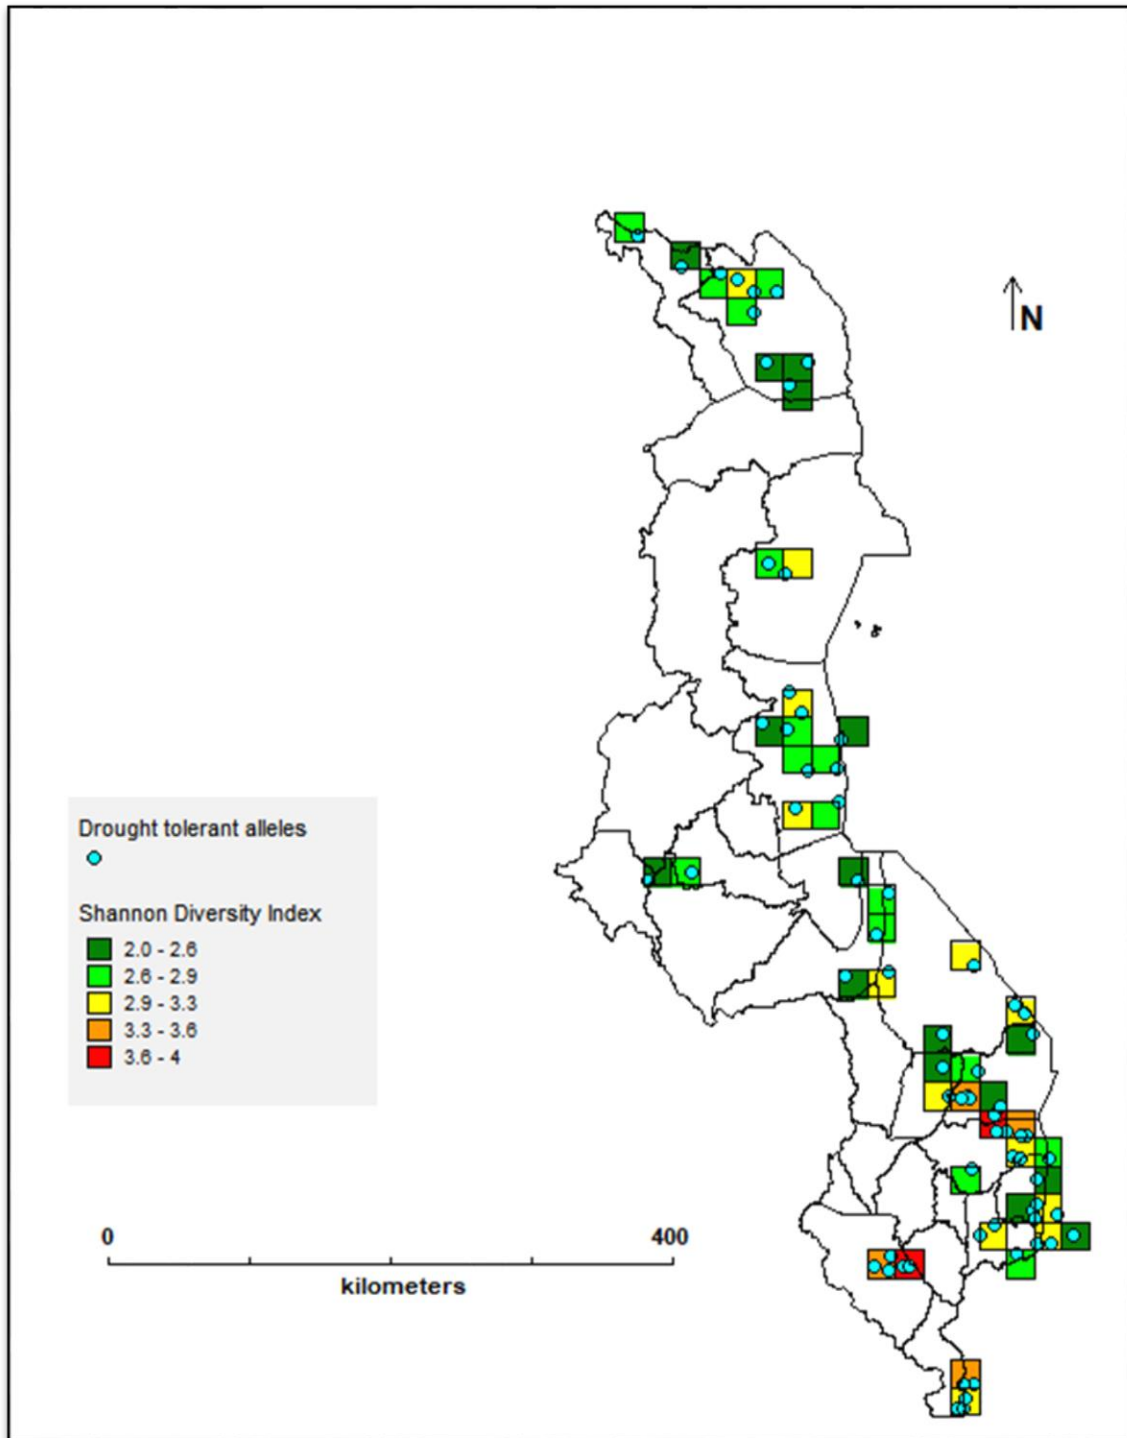 N
Drought tolerant alleles
Shannon Diversity Index
2.0 - 2.6
2.6 - 2.9
2.9 - 3.3
3.3 - 3.6
3.6 - 4
0 400
kilometers